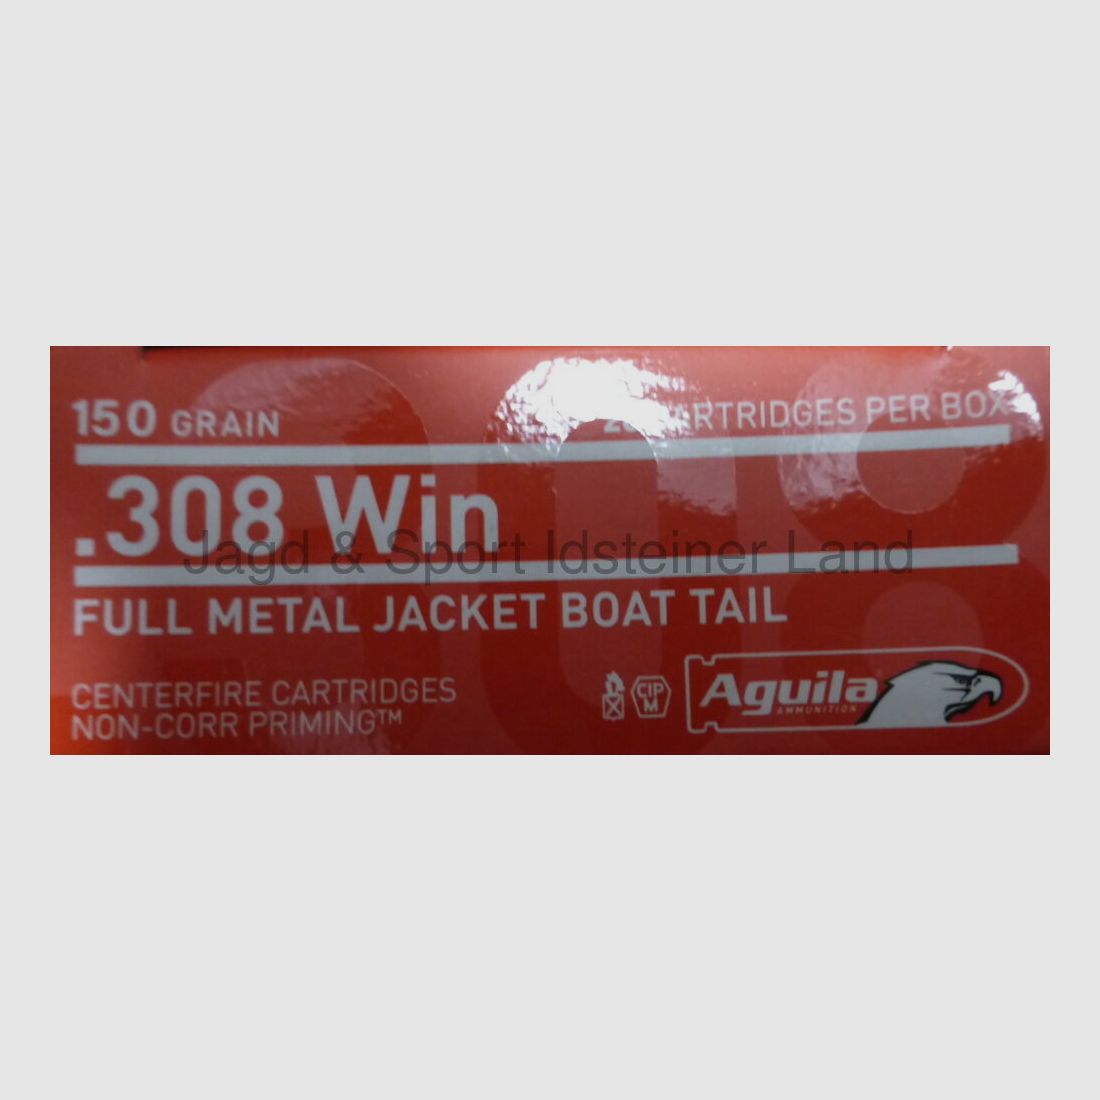 150 GRAIN
CARTRIDGES PER BOX
.308 Win
Jagd & Sport Idsteiner Land
FULL METAL JACKET BOAT TAIL
CENTERFIRE CARTRIDGES
NON-CORR PRIMING™
CIP
M
Aguila
AMMUNITION